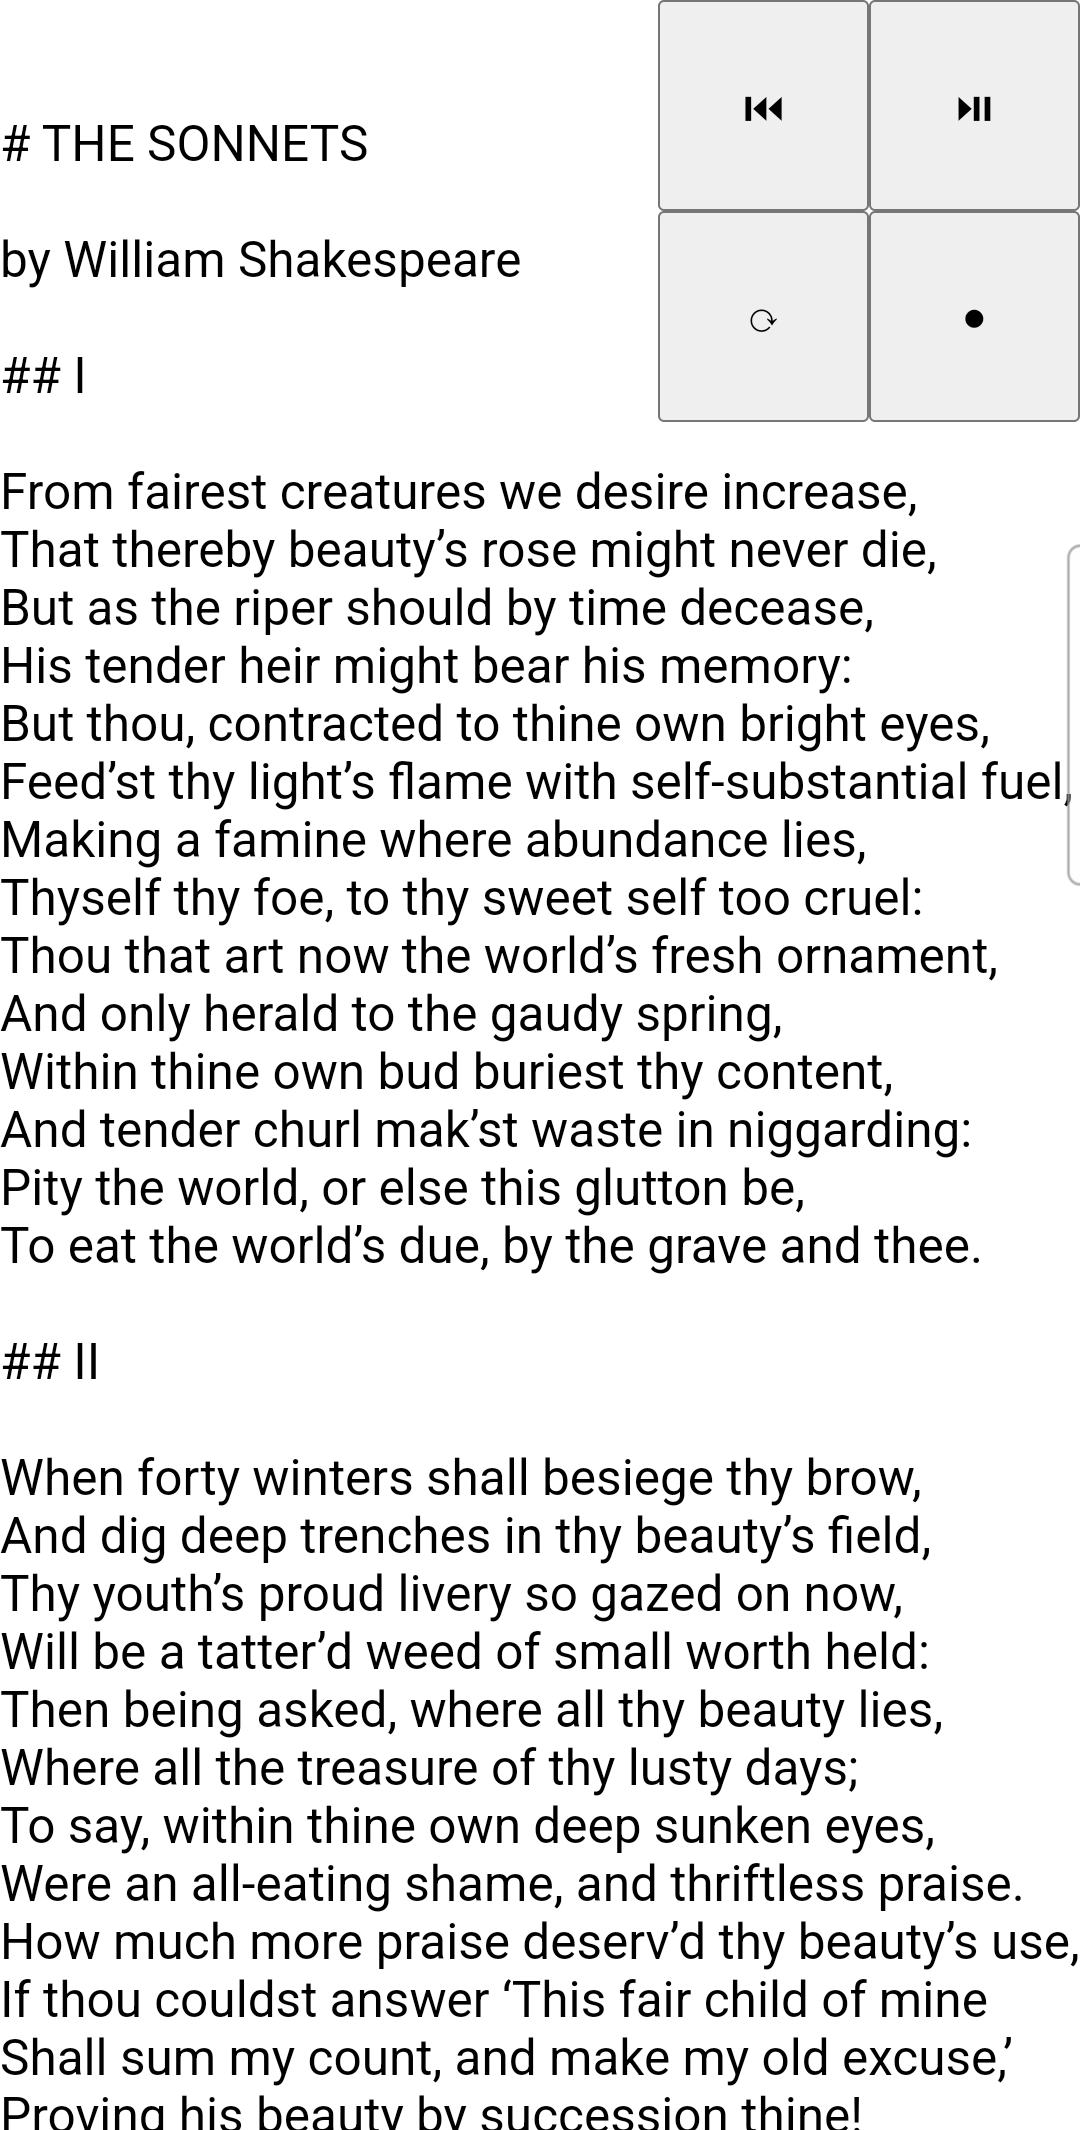 # THE SONNETS
by William Shakespeare
## I
From fairest creatures we desire increase,
That thereby beauty’s rose might never die,
But as the riper should by time decease,
His tender heir might bear his memory:
But thou, contracted to thine own bright eyes,
Feed’st thy light’s flame with self-substantial fuel,
Making a famine where abundance lies,
Thyself thy foe, to thy sweet self too cruel:
Thou that art now the world’s fresh ornament,
And only herald to the gaudy spring,
Within thine own bud buriest thy content,
And tender churl mak’st waste in niggarding:
Pity the world, or else this glutton be,
To eat the world’s due, by the grave and thee.
## II
When forty winters shall besiege thy brow,
And dig deep trenches in thy beauty’s field,
Thy youth’s proud livery so gazed on now,
Will be a tatter’d weed of small worth held:
Then being asked, where all thy beauty lies,
Where all the treasure of thy lusty days;
To say, within thine own deep sunken eyes,
Were an all-eating shame, and thriftless praise.
How much more praise deserv’d thy beauty’s use,
If thou couldst answer ‘This fair child of mine
Shall sum my count, and make my old excuse,’
Proving his beauty by succession thine!